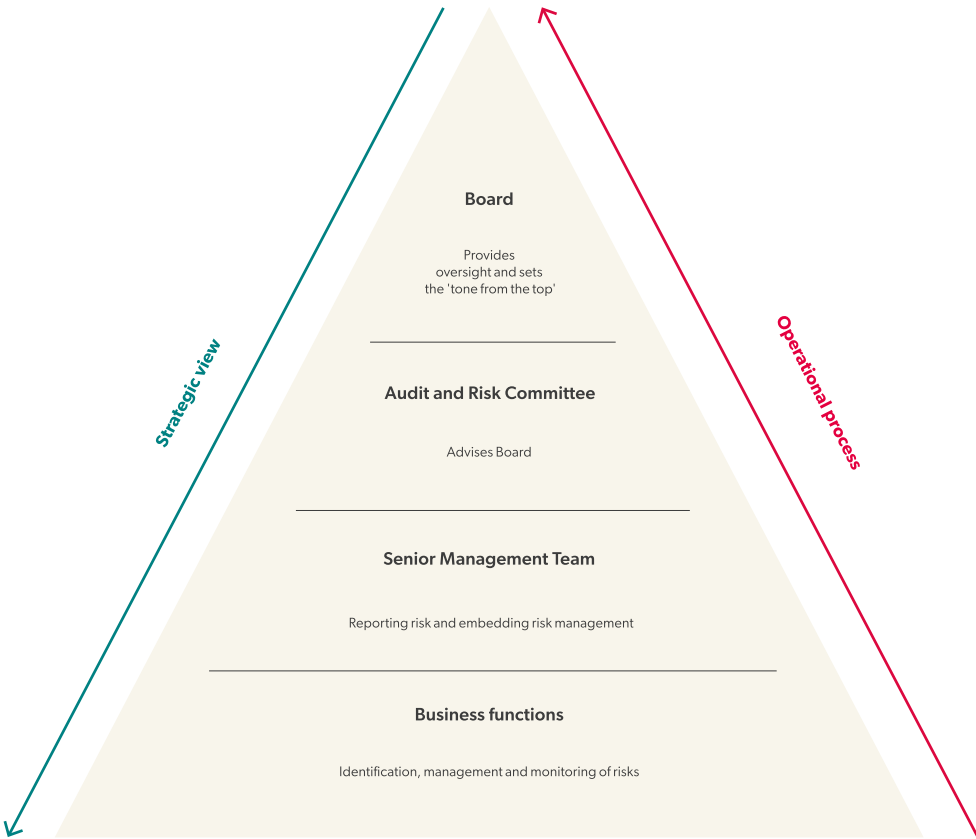 Board
Provides
oversight and sets
the 'tone from the top'
Strategic view
Operational process
Audit and Risk Committee
Advises Board
Senior Management Team
Reporting risk and embedding risk management
Business functions
Identification, management and monitoring of risks